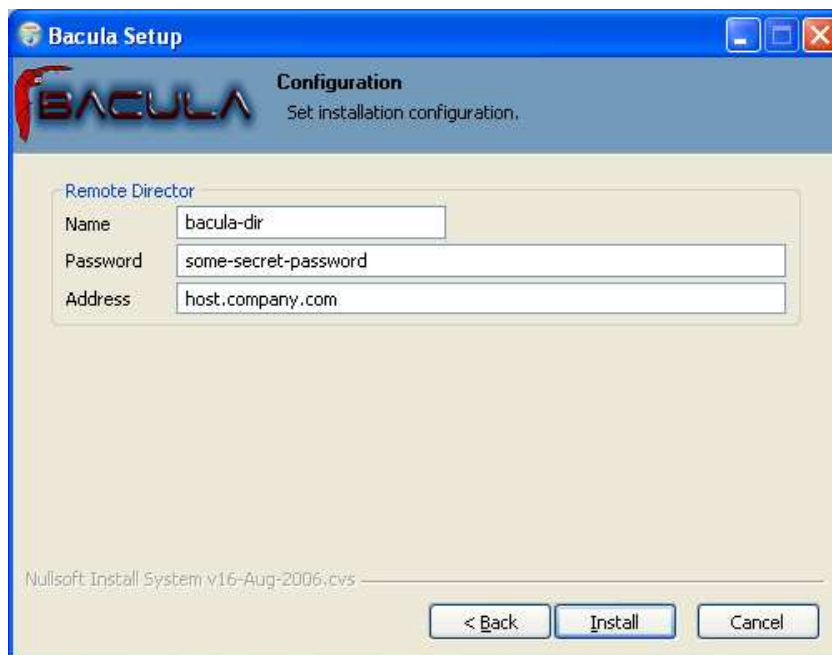 Bacula Setup
BACULA
Configuration
Set installation configuration.
Remote Director
Name
bacula-dir
Password
some-secret-password
Address
host.company.com
Nullsoft Install System v16-Aug-2006.cvs
< Back
Install
Cancel